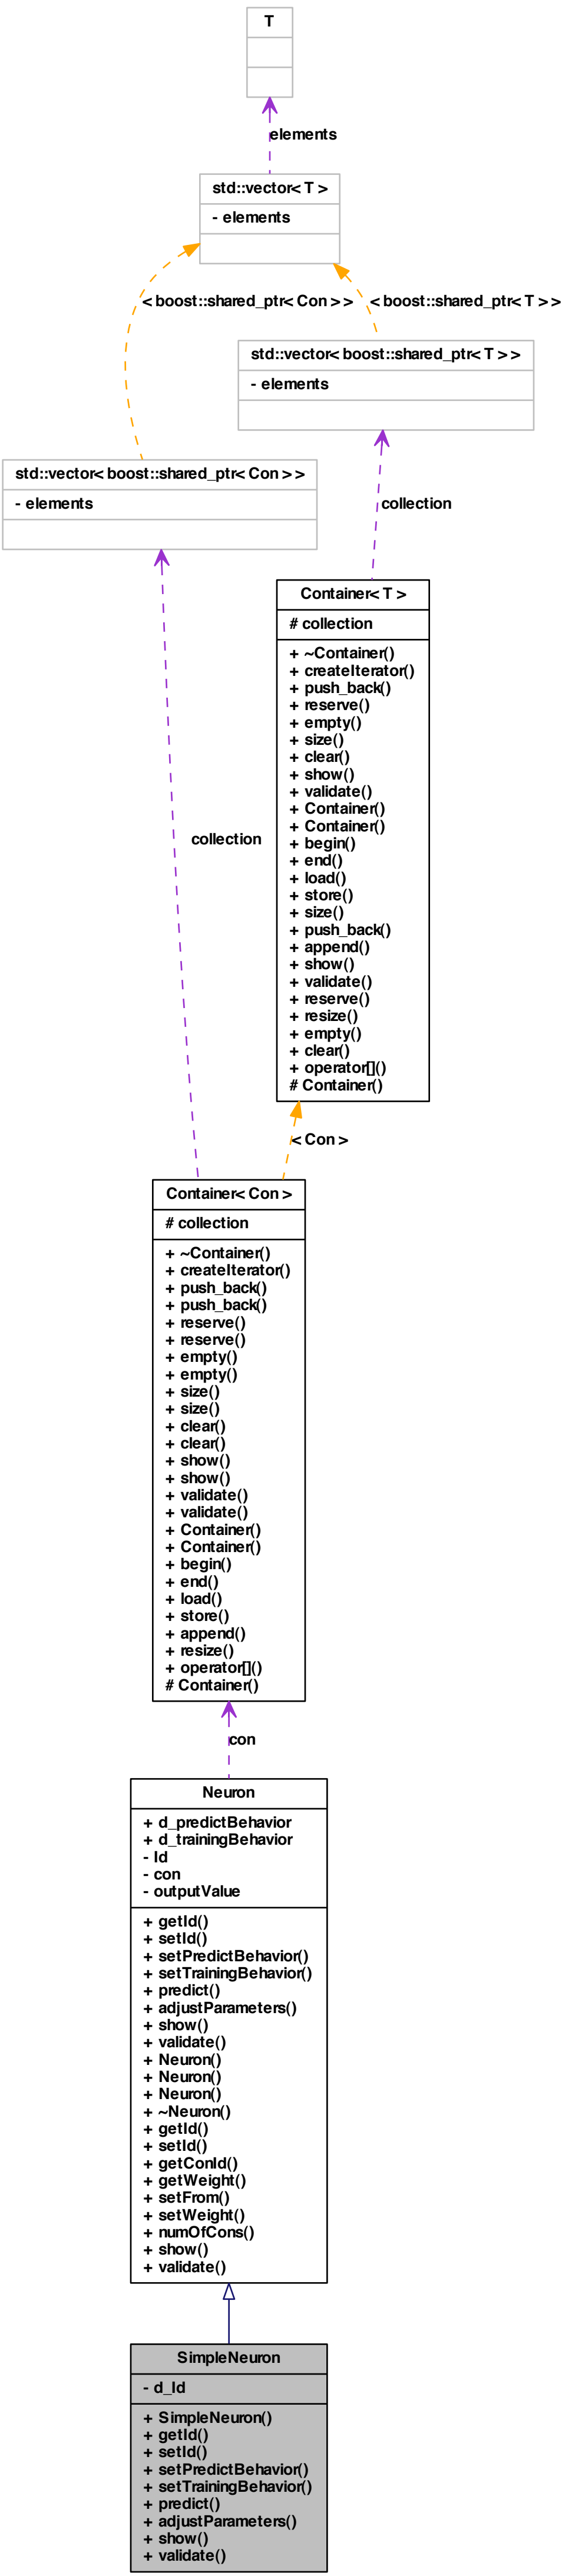 T
elements
std::vector< T >
- elements
< boost::shared_ptr< Con > >
< boost::shared_ptr< T > >
std::vector< boost::shared_ptr< T > >
- elements
std::vector< boost::shared_ptr< Con > >
- elements
collection
Container< T >
# collection
+ ~Container()
+ createIterator()
+ push_back()
+ reserve()
+ empty()
+ size()
+ clear()
+ show()
+ validate()
+ Container()
+ Container()
+ begin()
+ end()
+ load()
+ store()
+ size()
+ push_back()
+ append()
+ show()
+ validate()
+ reserve()
+ resize()
+ empty()
+ clear()
+ operator[]()
# Container()
collection
< Con >
Container< Con >
# collection
+ ~Container()
+ createIterator()
+ push_back()
+ push_back()
+ reserve()
+ reserve()
+ empty()
+ empty()
+ size()
+ size()
+ clear()
+ clear()
+ show()
+ show()
+ validate()
+ validate()
+ Container()
+ Container()
+ begin()
+ end()
+ load()
+ store()
+ append()
+ resize()
+ operator[]()
# Container()
con
Neuron
+ d_predictBehavior
+ d_trainingBehavior
- Id
- con
- outputValue
+ getId()
+ setId()
+ setPredictBehavior()
+ setTrainingBehavior()
+ predict()
+ adjustParameters()
+ show()
+ validate()
+ Neuron()
+ Neuron()
+ Neuron()
+ ~Neuron()
+ getId()
+ setId()
+ getConId()
+ getWeight()
+ setFrom()
+ setWeight()
+ numOfCons()
+ show()
+ validate()
SimpleNeuron
- d_Id
+ SimpleNeuron()
+ getId()
+ setId()
+ setPredictBehavior()
+ setTrainingBehavior()
+ predict()
+ adjustParameters()
+ show()
+ validate()